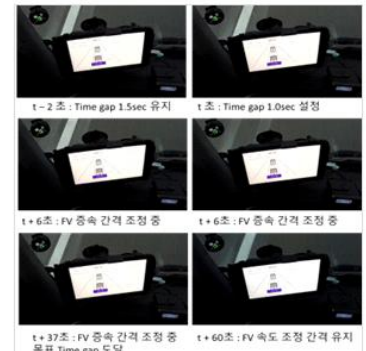 t – 2 초 : Time gap 1.5sec 유지
t 초 : Time gap 1.0sec 설정
t + 6초 : FV 증속 간격 조정 중
t + 6초 : FV 증속 간격 조정 중
t + 37초 : FV 증속 간격 조정 중
목표 Time gap 도달
t + 60초 : FV 속도 조정 간격 유지